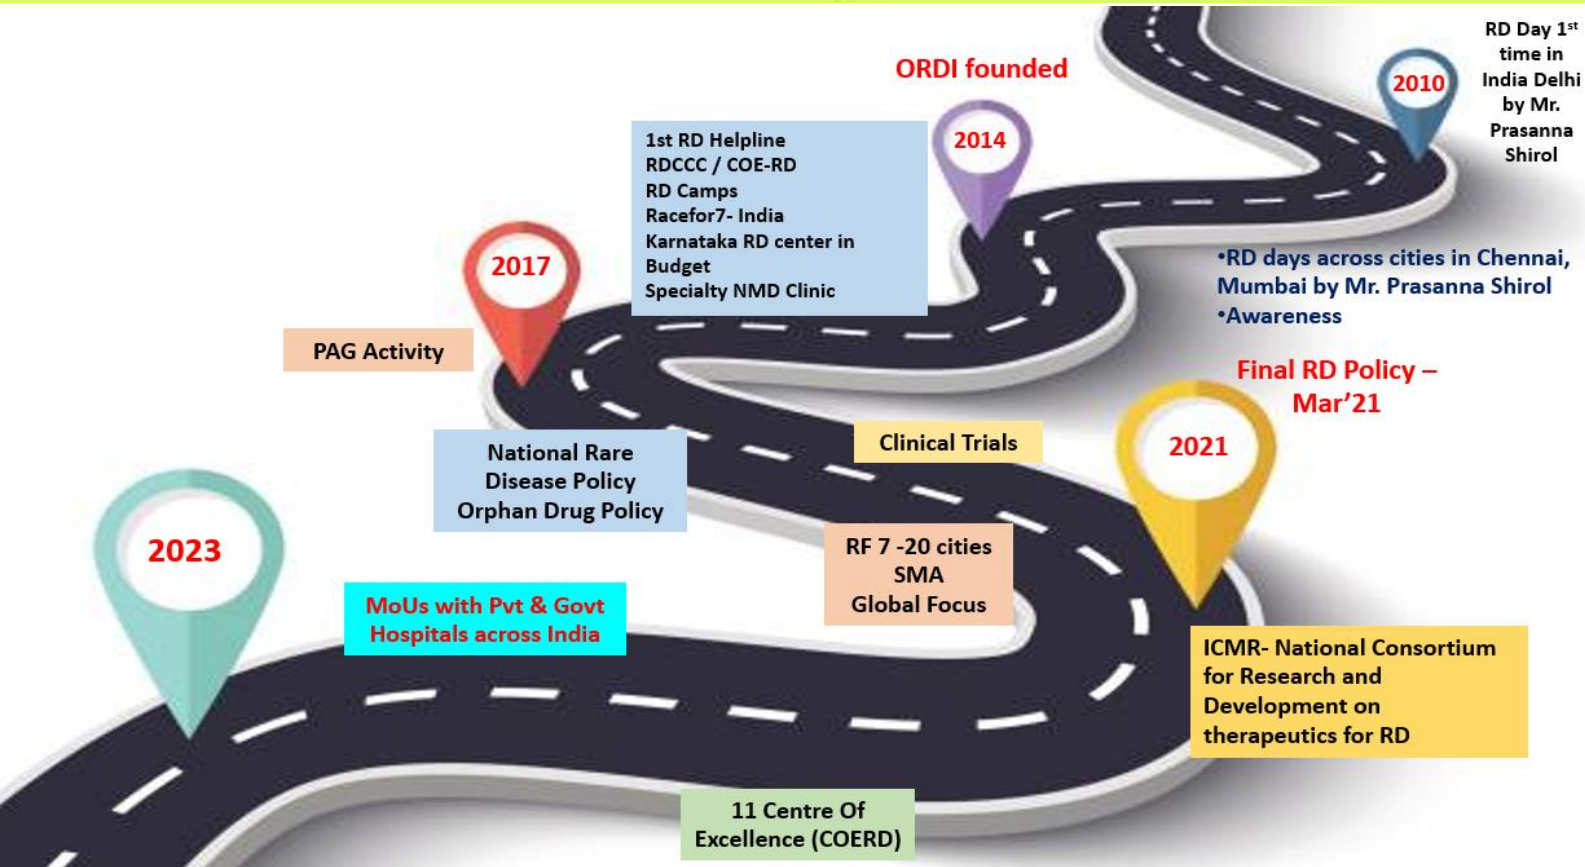 RD Day 1st
time in
India Delhi
by Mr.
Prasanna
Shirol
2010
ORDI founded
2014
1st RD Helpline
RDCCC / COE-RD
RD Camps
Racefor7- India
Karnataka RD center in
Budget
Specialty NMD Clinic
•RD days across cities in Chennai,
Mumbai by Mr. Prasanna Shirol
•Awareness
2017
PAG Activity
National Rare
Disease Policy
Orphan Drug Policy
Clinical Trials
Final RD Policy –
Mar’21
2021
RF 7 -20 cities
SMA
Global Focus
ICMR- National Consortium
for Research and
Development on
therapeutics for RD
2023
MoUs with Pvt & Govt
Hospitals across India
11 Centre Of
Excellence (COERD)